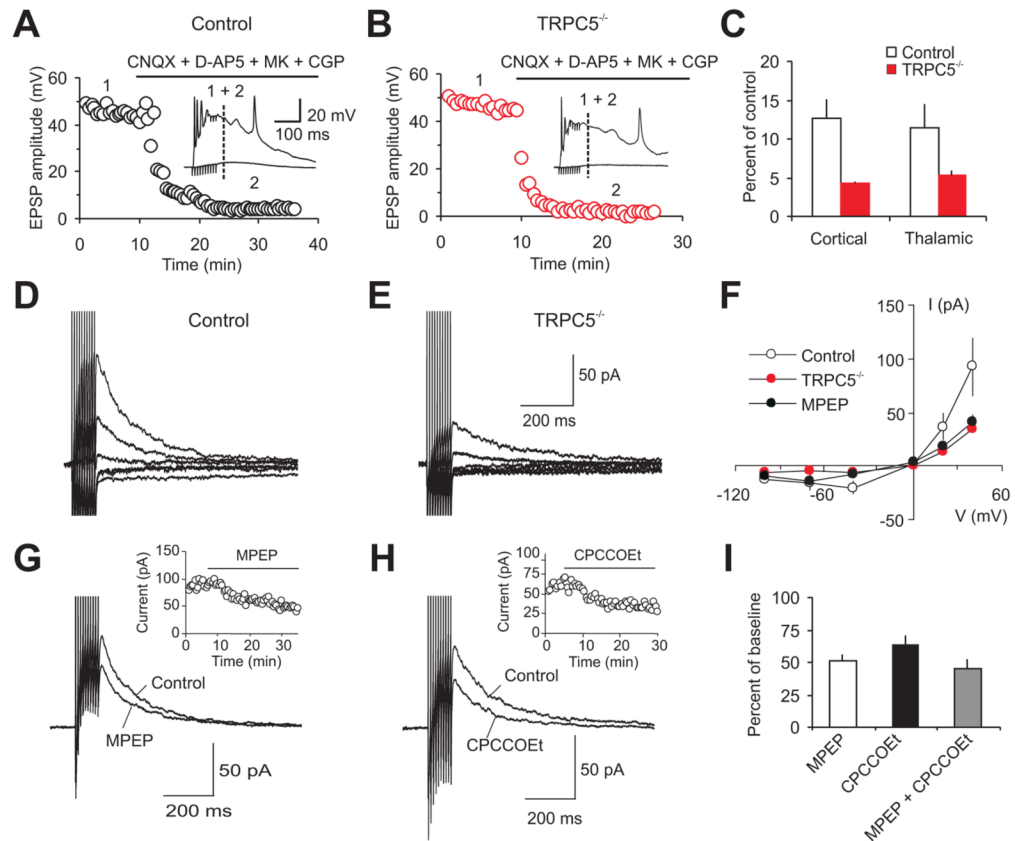 A
Control
CNQX + D-AP5 + MK + CGP
EPSP amplitude (mV)
60
40
20
0
1
1 + 2
20 mV
100 ms
2
0
10
20
30
40
Time (min)
B
TRPC5-/-
CNQX + D-AP5 + MK + CGP
EPSP amplitude (mV)
60
40
20
0
1
1 + 2
2
0
10
20
30
Time (min)
C
Control
TRPC5-/-
Percent of control
20
15
10
5
0
Cortical
Thalamic
D
Control
E
TRPC5-/-
50 pA
200 ms
F
I (pA)
150
100
50
-50
Control
TRPC5-/-
MPEP
-120
-60
60
V (mV)
G
Current (pA)
150
100
50
0
MPEP
0
10
20
30
Time (min)
Control
MPEP
50 pA
200 ms
H
Current (pA)
100
75
50
25
0
CPCCOEt
0
10
20
30
Time (min)
Control
CPCCOEt
50 pA
200 ms
I
Percent of baseline
100
75
50
25
0
MPEP
CPCCOEt
MPEP + CPCCOEt